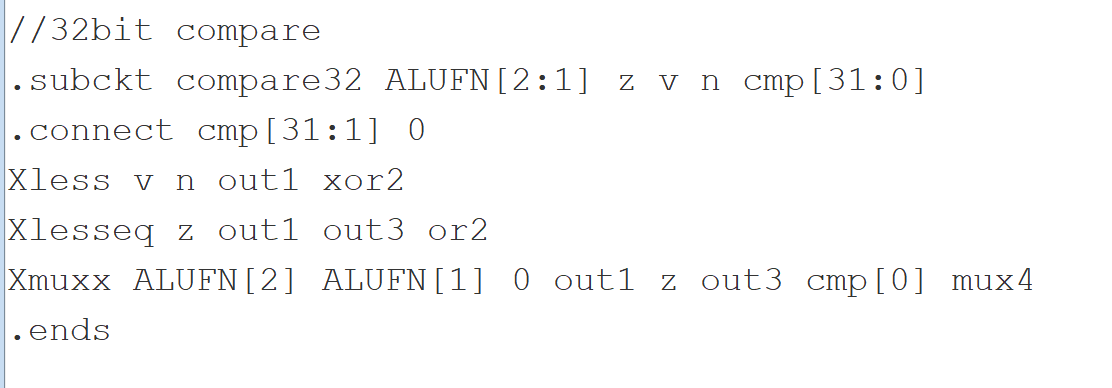 //32bit compare
.subckt compare32 ALUFN[2:1] z v n cmp[31:0]
.connect cmp[31:1] 0
Xless v n out1 xor2
Xlesseq z out1 out3 or2
Xmuxx ALUFN[2] ALUFN[1] 0 out1 z out3 cmp[0] mux4
.ends